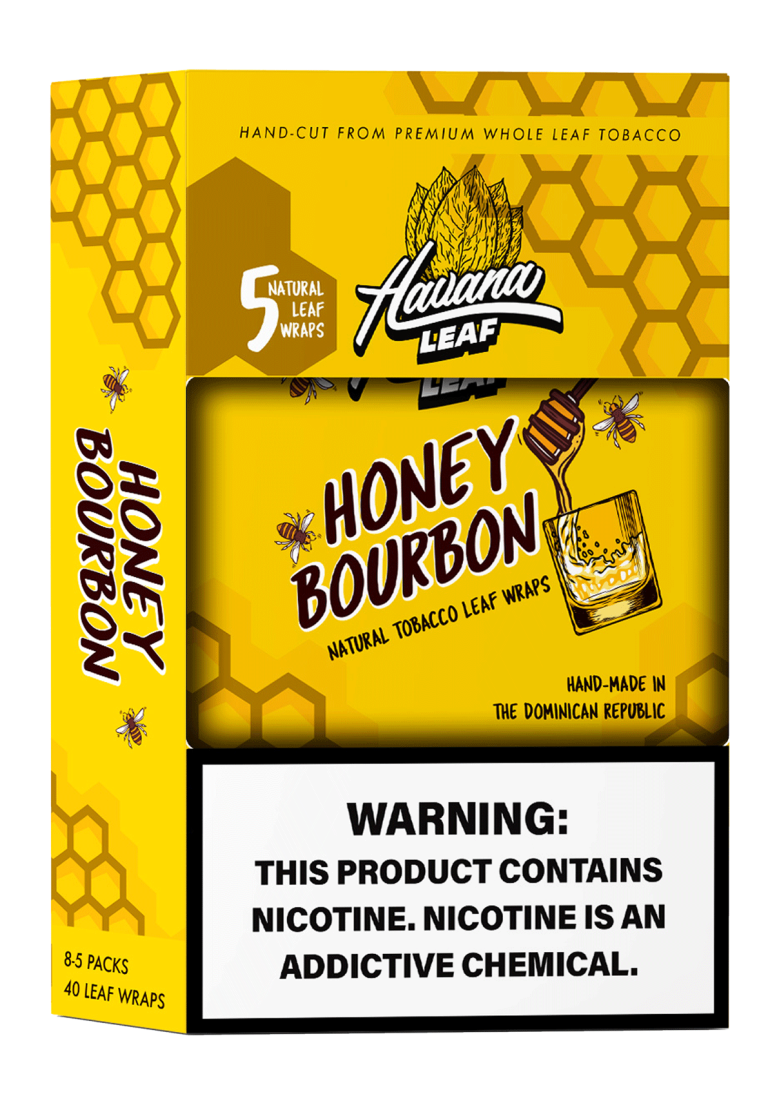 HAND-CUT FROM PREMIUM WHOLE LEAF TOBACCO
5 NATURAL
LEAF
WRAPS
Havana
LEAF
LEAF
HONEY
BOURBON
NATURAL TOBACCO LEAF WRAPS
HAND-MADE IN
THE DOMINICAN REPUBLIC
WARNING:
THIS PRODUCT CONTAINS
NICOTINE. NICOTINE IS AN
ADDICTIVE CHEMICAL.
HONEY
BOURBON
8-5 PACKS
40 LEAF WRAPS